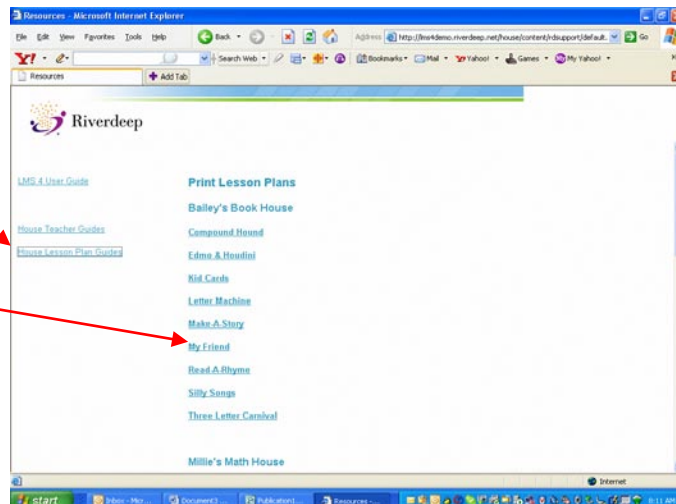 Resources - Microsoft Internet Explorer
File Edit View Favorites Tools Help
Back
Address http://lms4demo.riverdeep.net/house/content/rdsupport/default. Go
Y!
Search Web
Bookmarks Mail Yahoo! Games My Yahoo!
Resources
Add Tab
Riverdeep
LMS 4 User Guide
House Teacher Guides
House Lesson Plan Guides
Print Lesson Plans
Bailey's Book House
Compound Hound
Edmo & Houdini
Kid Cards
Letter Machine
Make A Story
My Friend
Read A Rhyme
Silly Songs
Three Letter Carnival
Millie's Math House
Internet
start
Inbox - Micr...
Document3 ...
Publication1...
Resources -...
8:11 AM